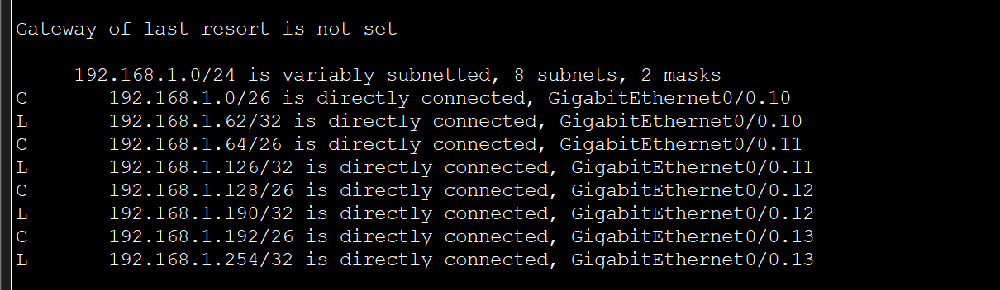 Gateway of last resort is not set
192.168.1.0/24 is variably subnetted, 8 subnets, 2 masks
C 192.168.1.0/26 is directly connected, GigabitEthernet0/0.10
L 192.168.1.62/32 is directly connected, GigabitEthernet0/0.10
C 192.168.1.64/26 is directly connected, GigabitEthernet0/0.11
L 192.168.1.126/32 is directly connected, GigabitEthernet0/0.11
C 192.168.1.128/26 is directly connected, GigabitEthernet0/0.12
L 192.168.1.190/32 is directly connected, GigabitEthernet0/0.12
C 192.168.1.192/26 is directly connected, GigabitEthernet0/0.13
L 192.168.1.254/32 is directly connected, GigabitEthernet0/0.13